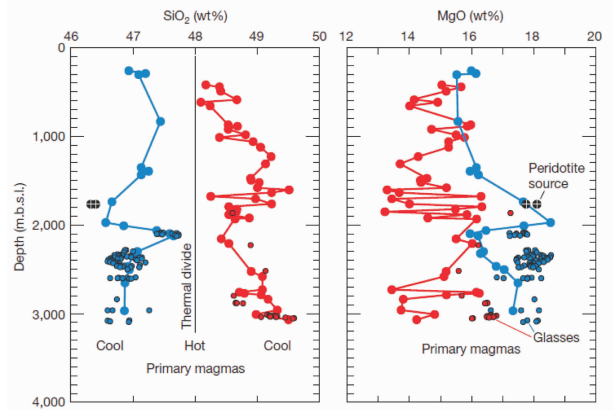 SiO2 (wt%)
MgO (wt%)
46 47 48 49 50 12 14 16 18 20
0
1,000
2,000
3,000
4,000
Depth (m.b.s.l.)
Thermal divide
Cool Hot Cool
Primary magmas
Peridotite
source
Glasses
Primary magmas